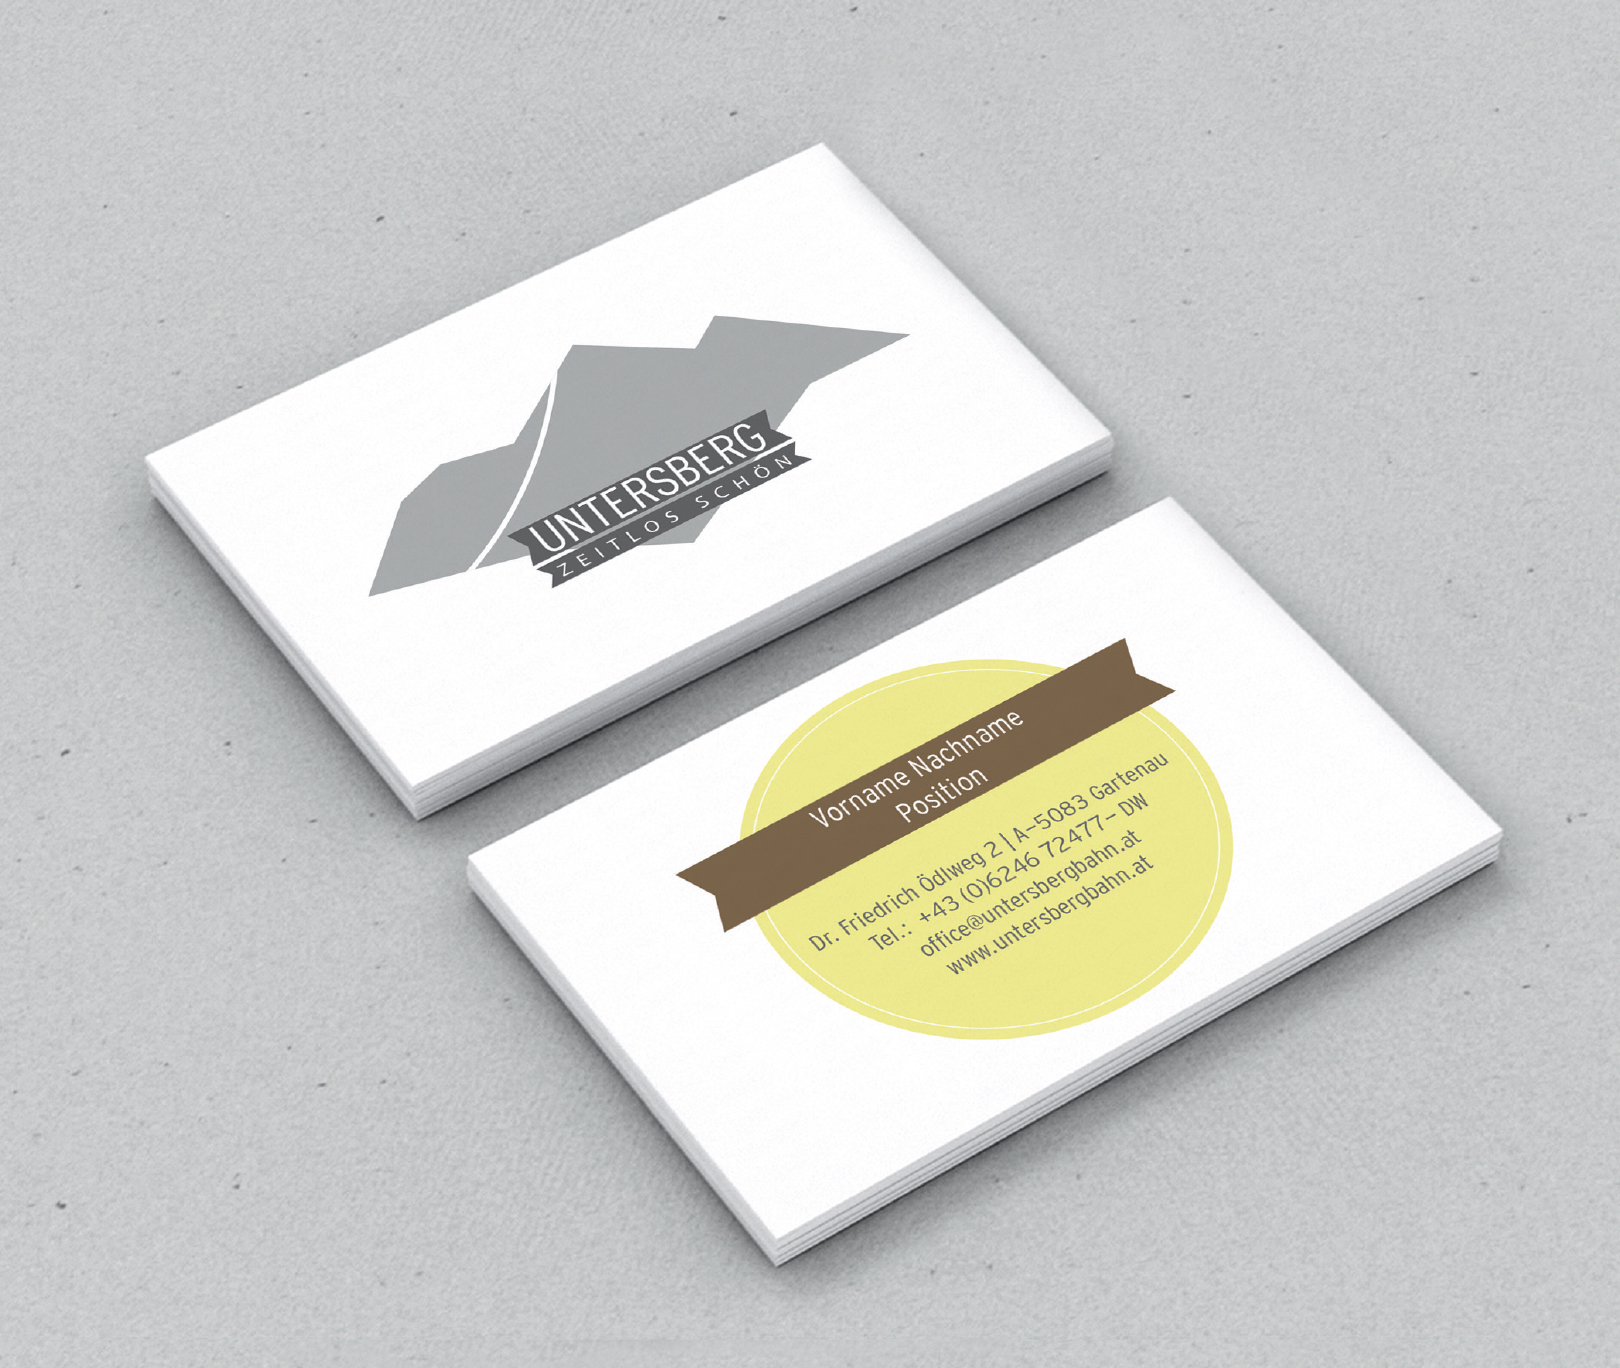 UNTERSBERG
ZEITLOS SCHÖN
Vorname Nachname
Position
Dr. Friedrich Ödlweg 2 | A-5083 Gartenau
Tel.: +43 (0)6246 72477- DW
office@untersbergbahn.at
www.untersbergbahn.at